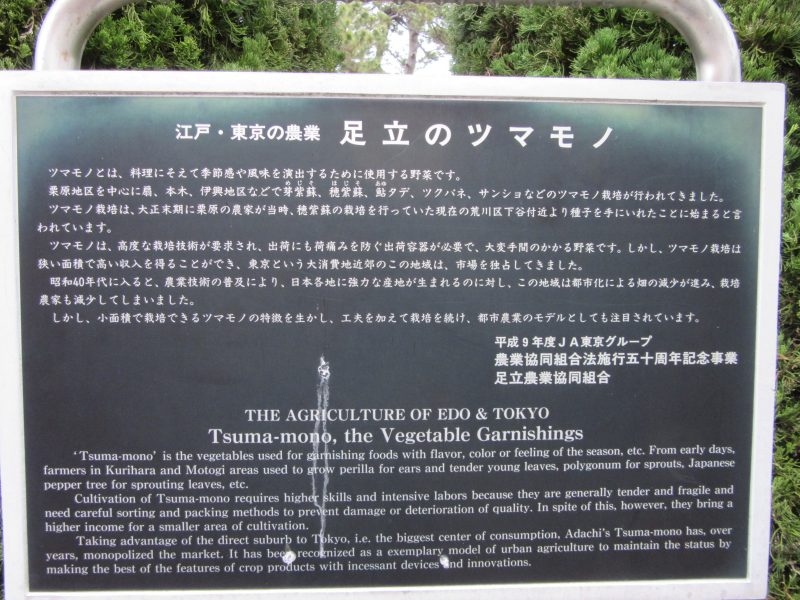 江戸・東京の農業 足立のツマモノ
ツマモノとは、料理にそえて季節感や風味を演出するために使用する野菜です。
栗原地区を中心に扇、本木、伊興地区などで芽紫蘇、穂紫蘇、鮎タデ、ツクバネ、サンショなどのツマモノ栽培が行われてきました。
ツマモノ栽培は、大正末期に栗原の農家が当時、穂紫蘇の栽培を行っていた現在の荒川区下谷付近より種子を手にいれたことに始まると言
われています。
ツマモノは、高度な栽培技術が要求され、出荷にも荷痛みを防ぐ出荷容器が必要で、大変手間のかかる野菜です。しかし、ツマモノ栽培は
狭い面積で高い収入を得ることができ、東京という大消費地近郊のこの地域は、市場を独占してきました。
昭和40年代に入ると、農業技術の普及により、日本各地に強力な産地が生まれるのに対し、この地域は都市化による畑の減少が進み、栽培
農家も減少してしまいました。
しかし、小面積で栽培できるツマモノの特徴を生かし、工夫を加えて栽培を続け、都市農業のモデルとしても注目されています。
平成9年度JA東京グループ
農業協同組合法施行五十周年記念事業
足立農業協同組合
THE AGRICULTURE OF EDO & TOKYO
Tsuma-mono, the Vegetable Garnishings
'Tsuma-mono' is the vegetables used for garnishing foods with flavor, color or feeling of the season, etc. From early days,
farmers in Kurihara and Motogi areas used to grow perilla for ears and tender young leaves, polygonum for sprouts, Japanese
pepper tree for sprouting leaves, etc.
Cultivation of Tsuma-mono requires higher skills and intensive labors because they are generally tender and fragile and
need careful sorting and packing methods to prevent damage or deterioration of quality. In spite of this, however, they bring a
higher income for a smaller area of cultivation.
Taking advantage of the direct suburb to Tokyo, i.e. the biggest center of consumption, Adachi's Tsuma-mono has, over
years, monopolized the market. It has been recognized as a exemplary model of urban agriculture to maintain the status by
making the best of the features of crop products with incessant devices and innovations.